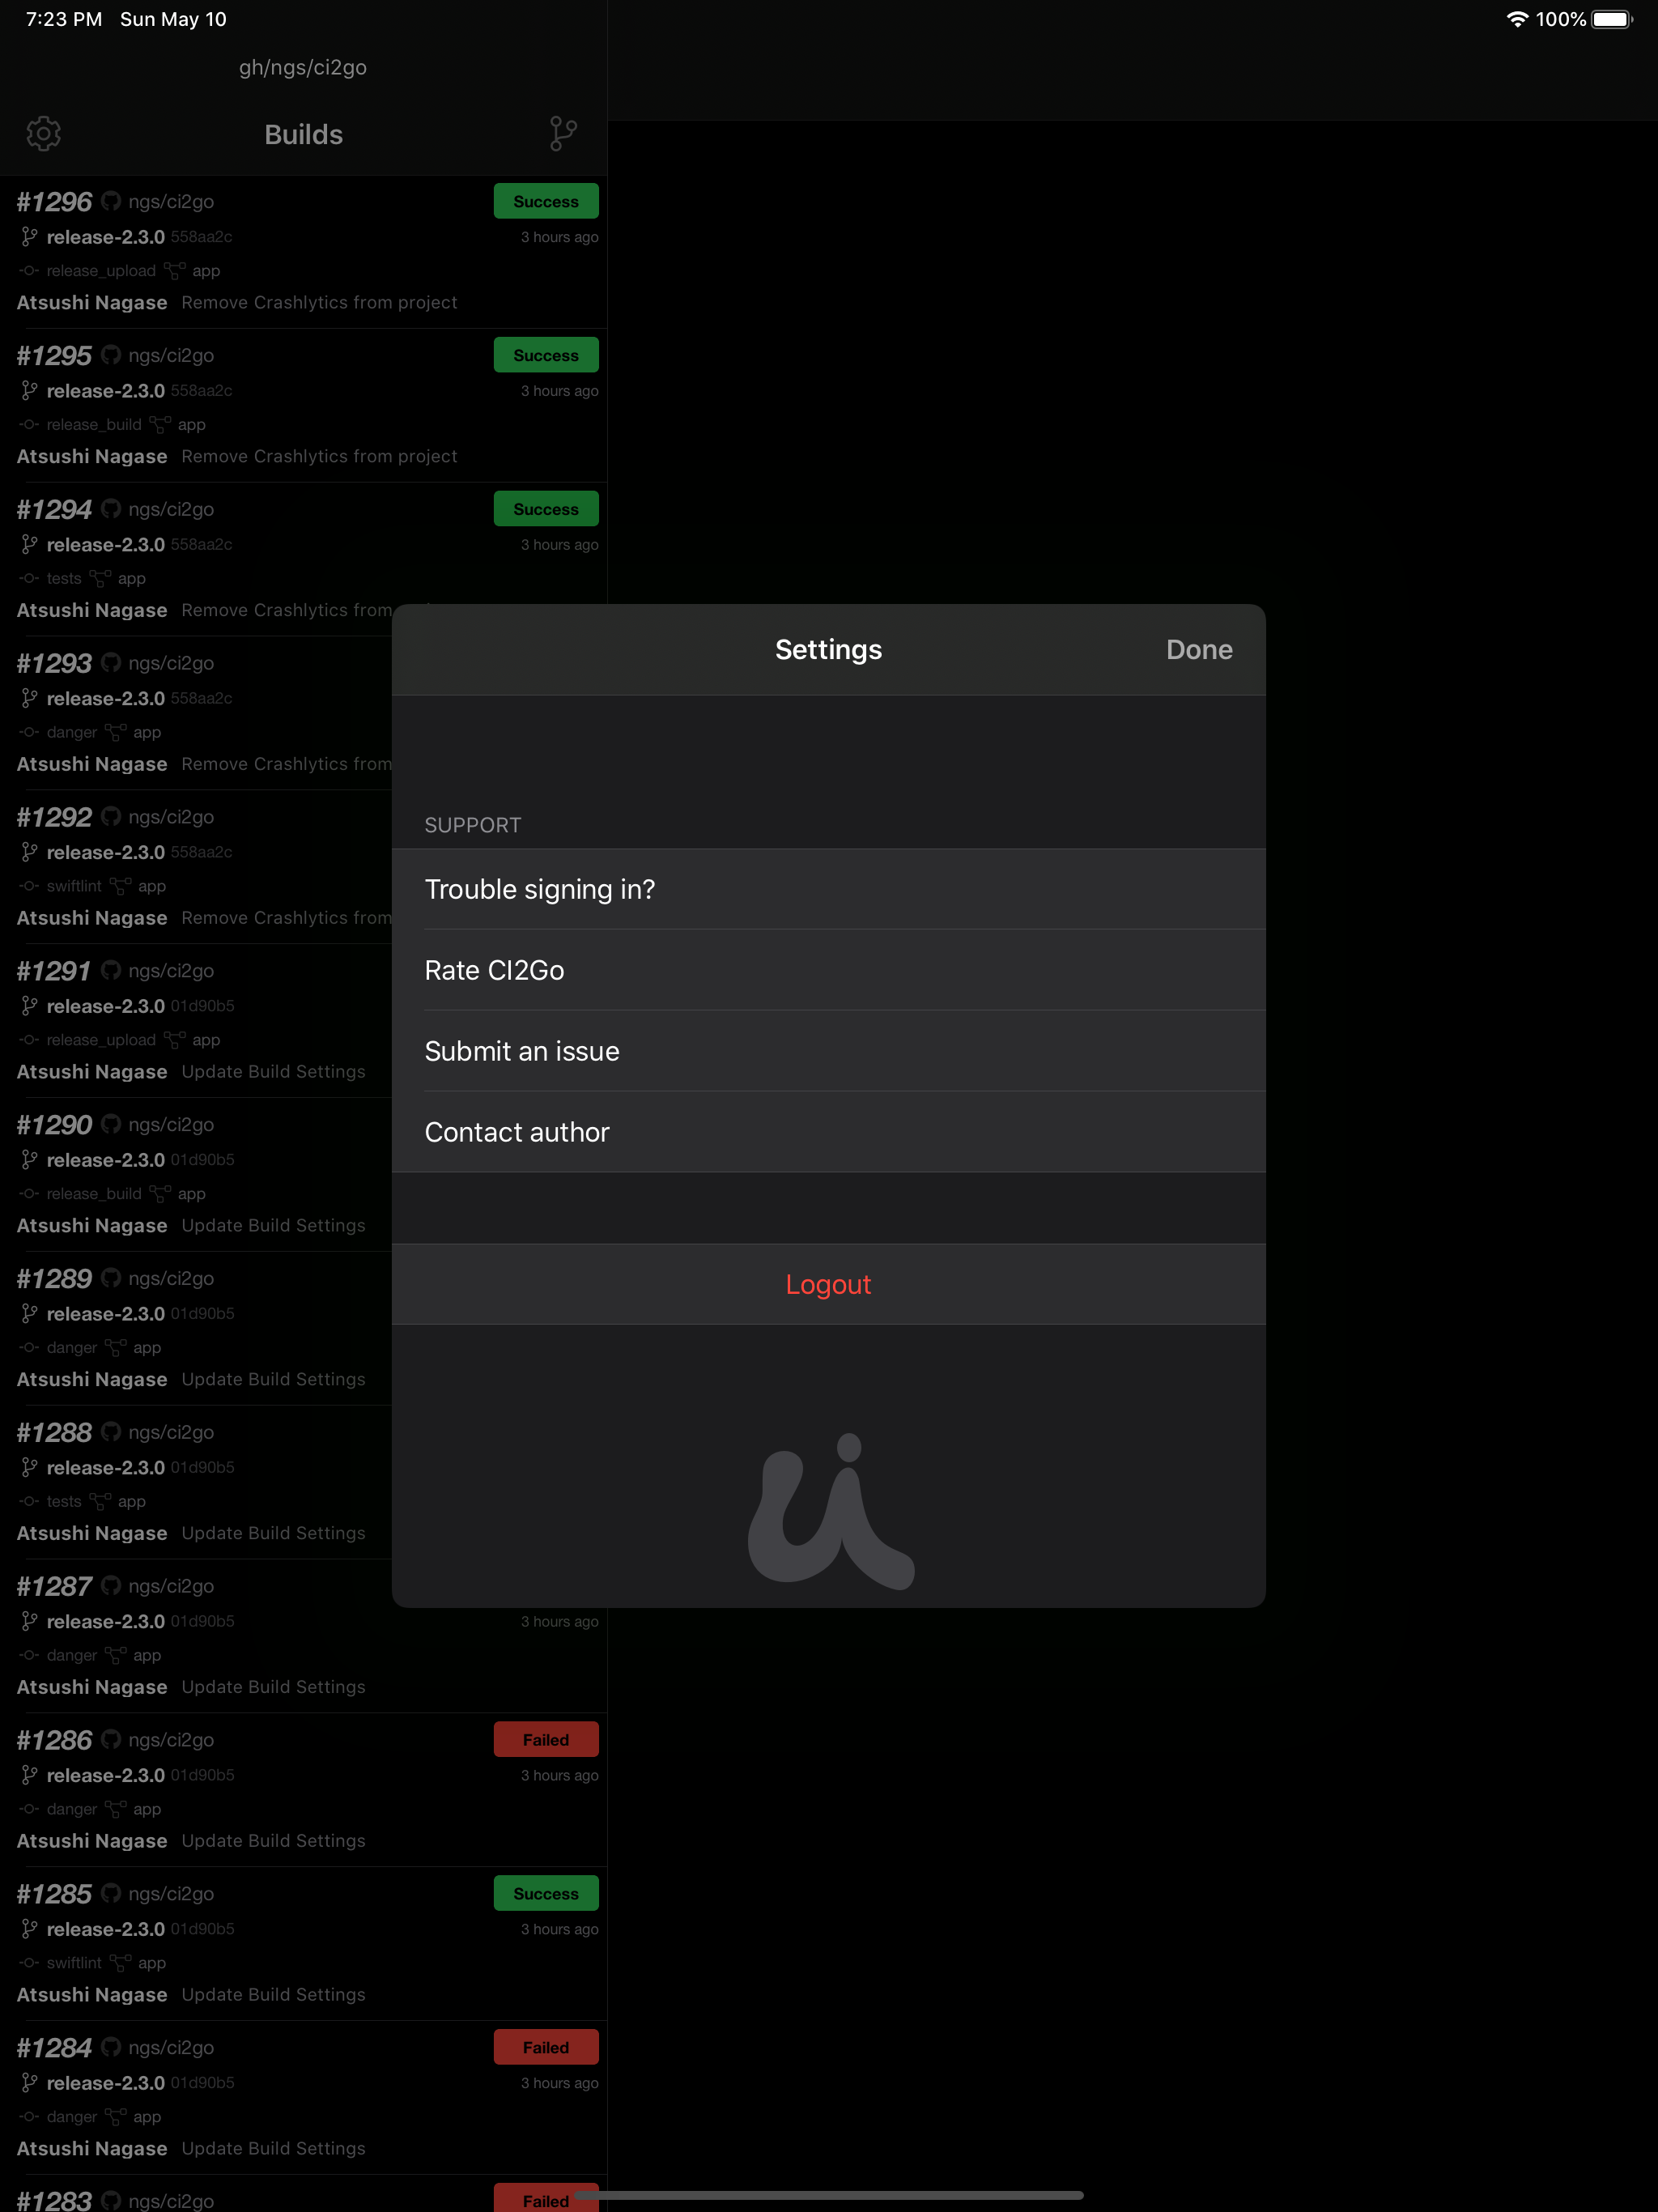 7:23 PM Sun May 10
100%
gh/ngs/ci2go
Builds
#1296 ngs/ci2go Success
release-2.3.0 558aa2c 3 hours ago
release_upload app
Atsushi Nagase Remove Crashlytics from project
#1295 ngs/ci2go Success
release-2.3.0 558aa2c 3 hours ago
release_build app
Atsushi Nagase Remove Crashlytics from project
#1294 ngs/ci2go Success
release-2.3.0 558aa2c 3 hours ago
tests app
Atsushi Nagase Remove Crashlytics from
#1293 ngs/ci2go
release-2.3.0 558aa2c
danger app
Atsushi Nagase Remove Crashlytics from
#1292 ngs/ci2go
release-2.3.0 558aa2c
swiftlint app
Atsushi Nagase Remove Crashlytics from
#1291 ngs/ci2go
release-2.3.0 01d90b5
release_upload app
Atsushi Nagase Update Build Settings
#1290 ngs/ci2go
release-2.3.0 01d90b5
release_build app
Atsushi Nagase Update Build Settings
#1289 ngs/ci2go
release-2.3.0 01d90b5
danger app
Atsushi Nagase Update Build Settings
#1288 ngs/ci2go
release-2.3.0 01d90b5
tests app
Atsushi Nagase Update Build Settings
#1287 ngs/ci2go
release-2.3.0 01d90b5 3 hours ago
danger app
Atsushi Nagase Update Build Settings
#1286 ngs/ci2go Failed
release-2.3.0 01d90b5 3 hours ago
danger app
Atsushi Nagase Update Build Settings
#1285 ngs/ci2go Success
release-2.3.0 01d90b5 3 hours ago
swiftlint app
Atsushi Nagase Update Build Settings
#1284 ngs/ci2go Failed
release-2.3.0 01d90b5 3 hours ago
danger app
Atsushi Nagase Update Build Settings
#1283 ngs/ci2go Failed
Settings Done
SUPPORT
Trouble signing in?
Rate CI2Go
Submit an issue
Contact author
Logout